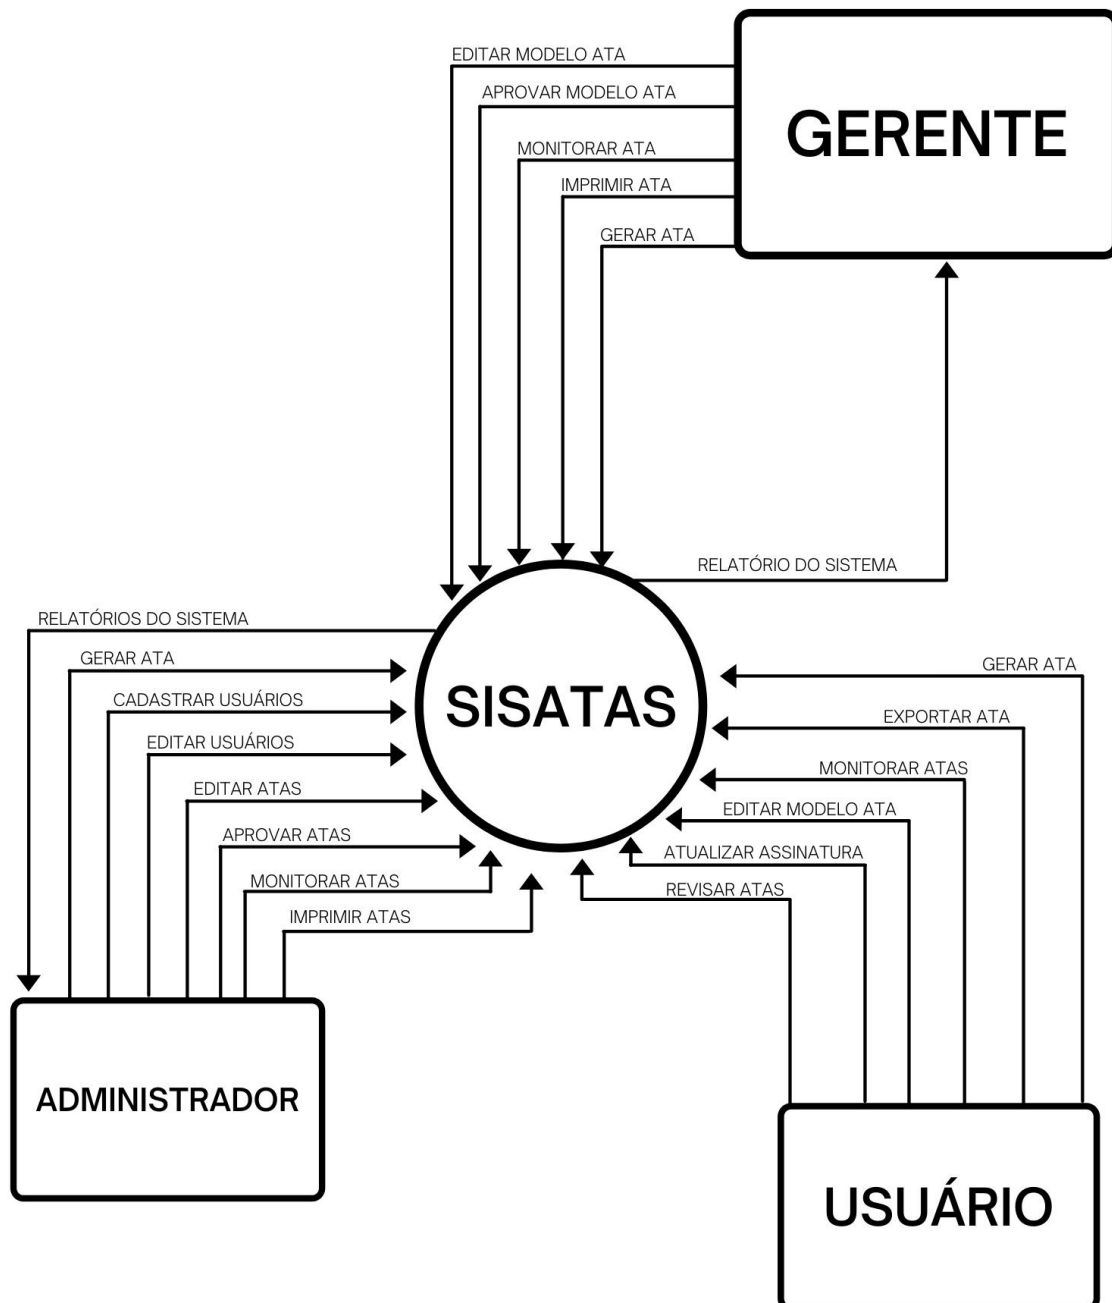 EDITAR MODELO ATA
APROVAR MODELO ATA
MONITORAR ATA
IMPRIMIR ATA
GERAR ATA
GERENTE
RELATÓRIO DO SISTEMA
RELATÓRIOS DO SISTEMA
GERAR ATA
CADASTRAR USUÁRIOS
EDITAR USUÁRIOS
EDITAR ATAS
APROVAR ATAS
MONITORAR ATAS
IMPRIMIR ATAS
SISATAS
GERAR ATA
EXPORTAR ATA
MONITORAR ATAS
EDITAR MODELO ATA
ATUALIZAR ASSINATURA
REVISAR ATAS
ADMINISTRADOR
USUÁRIO